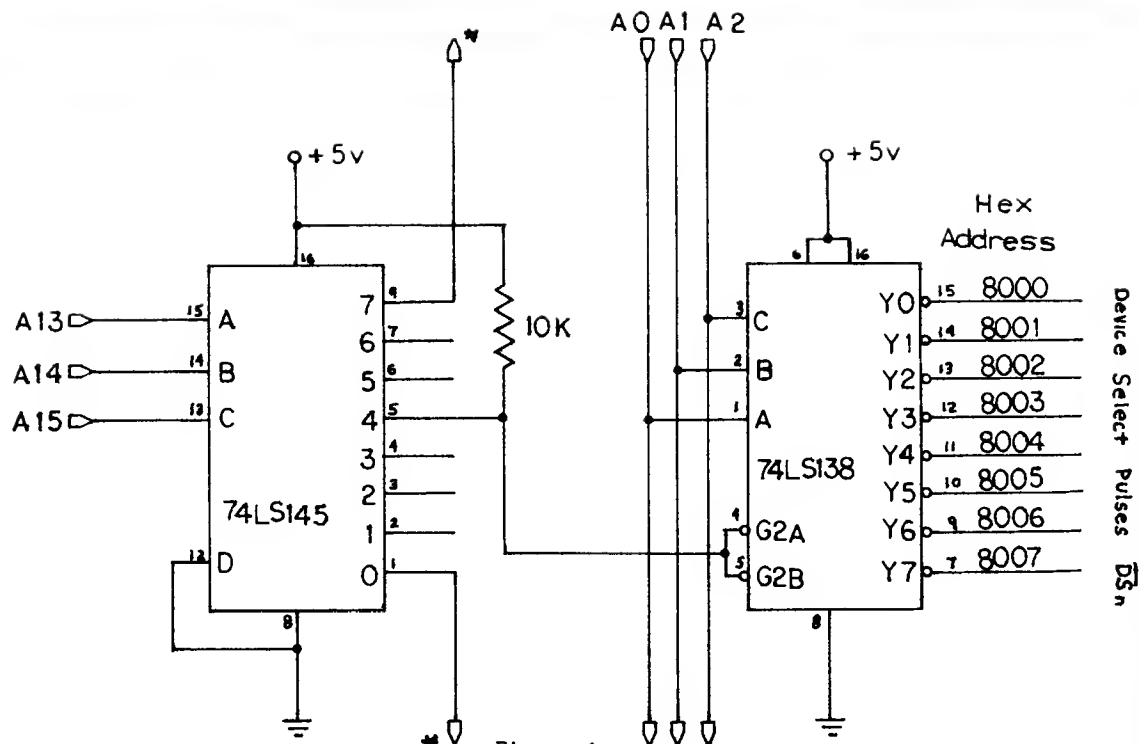 A0 A1 A2
*
+5v
+5v
Hex
Address
16
6 16
A13 15 A
A14 14 B
A15 13 C
7 9
6 7
5 6
4 5
3 4
2 3
1 2
0 1
10K
74LS145
12 D
8
3 C
2 B
1 A
74LS138
4 G2A
5 G2B
8
Y0 15 8000
Y1 14 8001
Y2 13 8002
Y3 12 8003
Y4 11 8004
Y5 10 8005
Y6 9 8006
Y7 7 8007
Device Select Pulses D̅S̅n
*